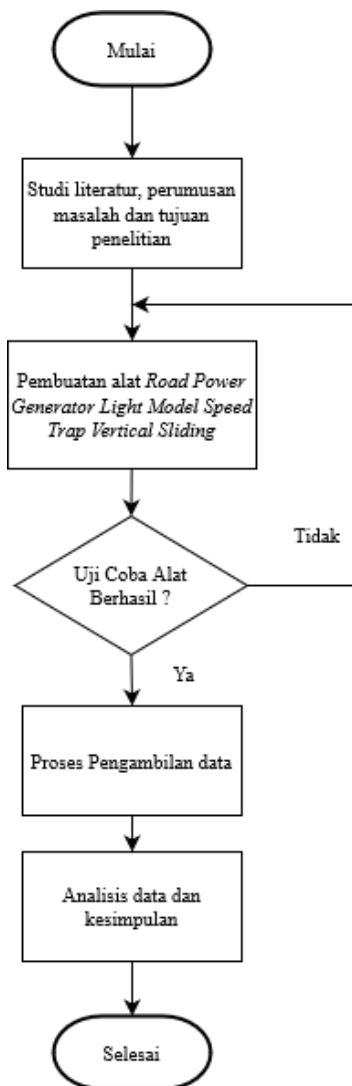 Mulai
Studi literatur, perumusan
masalah dan tujuan
penelitian
Pembuatan alat Road Power
Generator Light Model Speed
Trap Vertical Sliding
Uji Coba Alat
Berhasil ?
Tidak
Ya
Proses Pengambilan data
Analisis data dan
kesimpulan
Selesai